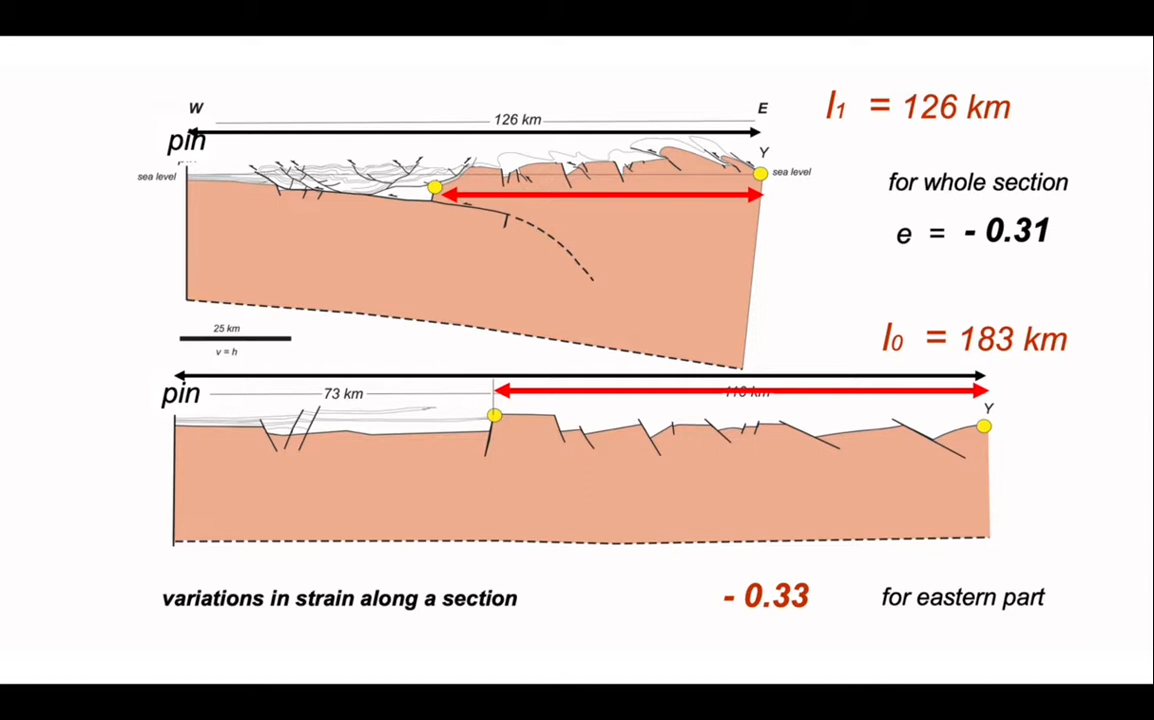 W
126 km
E
l1 = 126 km
pin
Y
sea level
sea level
for whole section
e = - 0.31
25 km
v = h
l0 = 183 km
pin
73 km
Y
variations in strain along a section
- 0.33
for eastern part